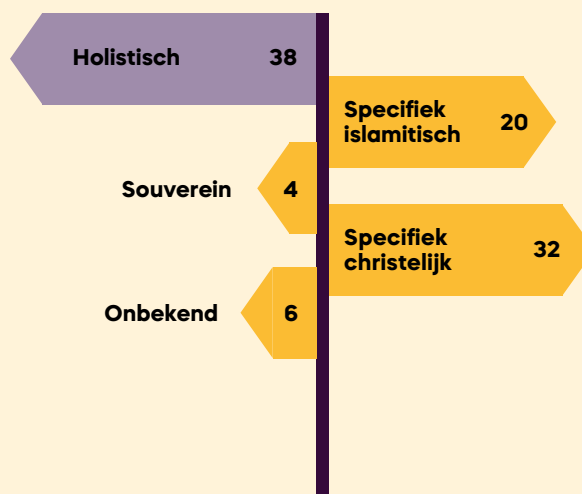 Holistisch 38
Specifiek
islamitisch 20
Souverein 4
Specifiek
christelijk 32
Onbekend 6